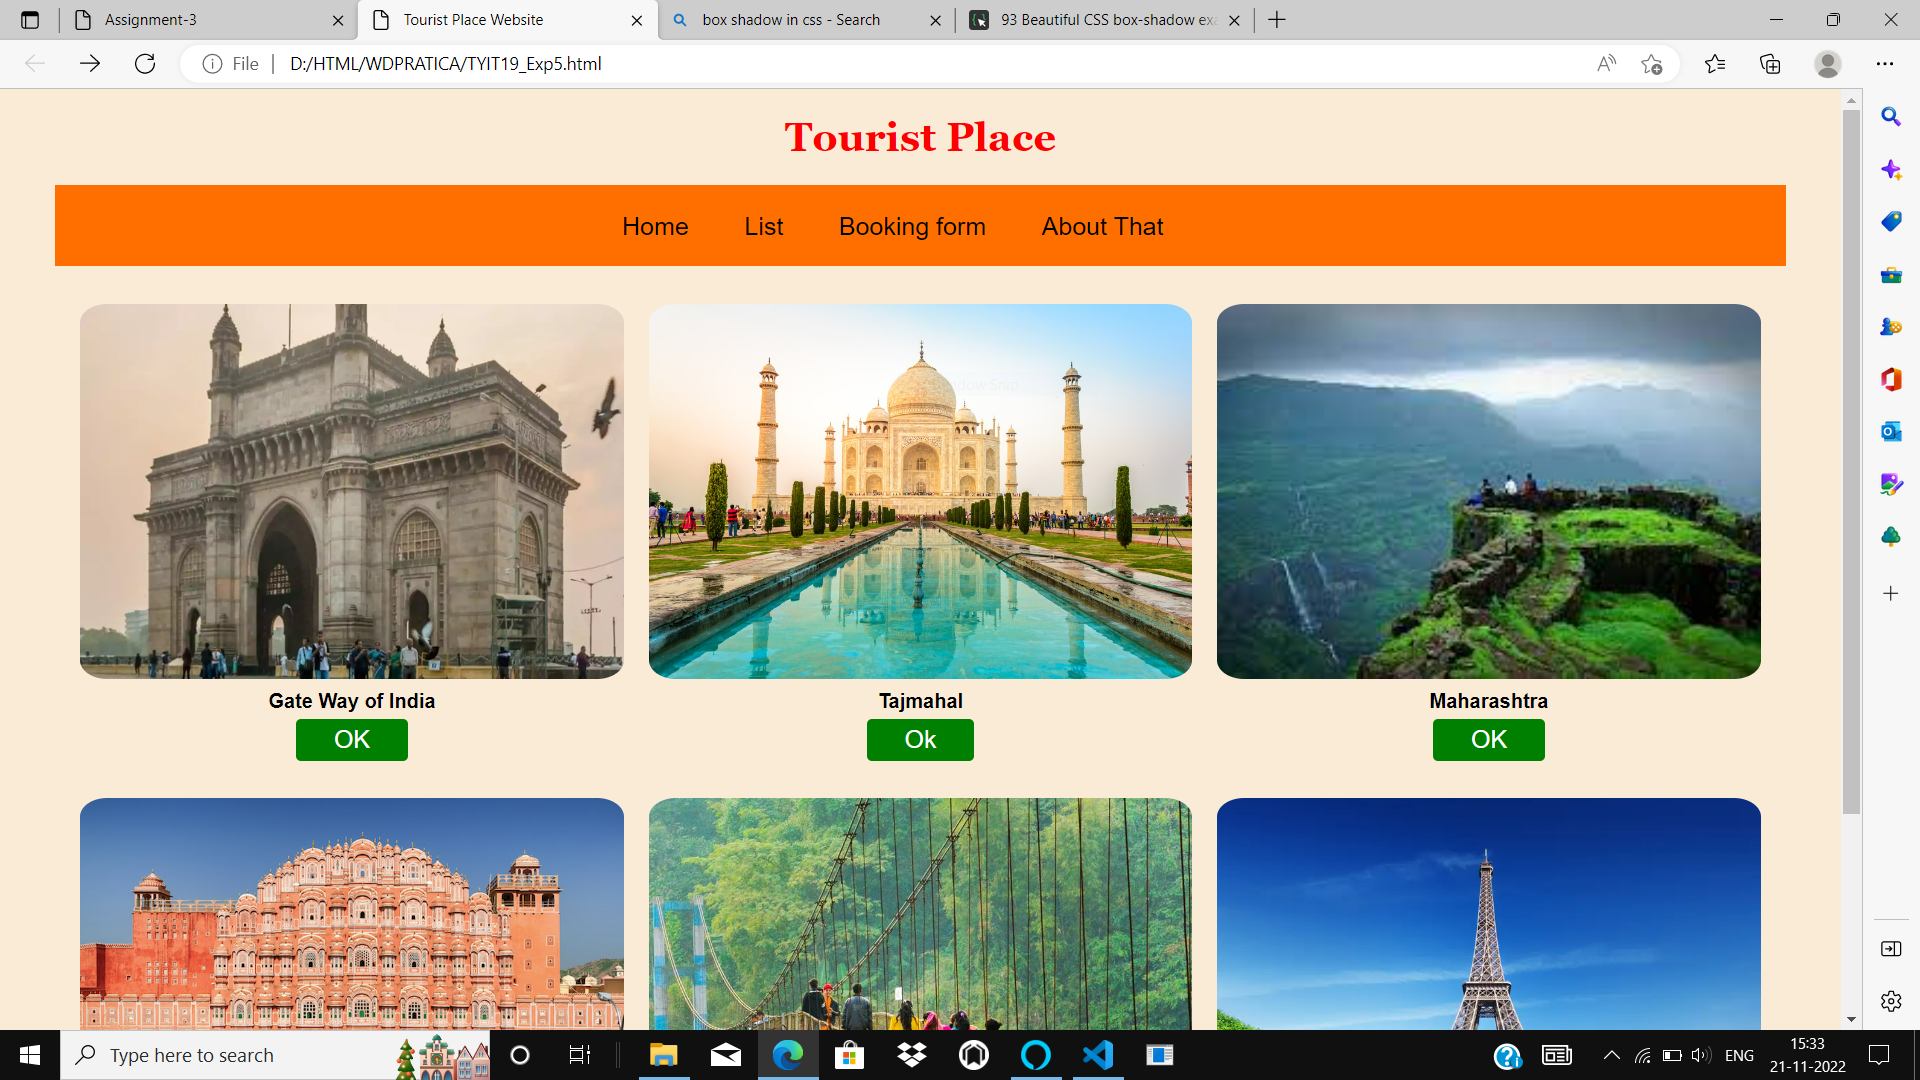 Assignment-3
Tourist Place Website
box shadow in css - Search
93 Beautiful CSS box-shadow exa
File
D:/HTML/WDPRATICA/TYIT19_Exp5.html
Tourist Place
Home List Booking form About That
Gate Way of India
Tajmahal
Maharashtra
OK
Ok
OK
Type here to search
ENG
15:33
21-11-2022